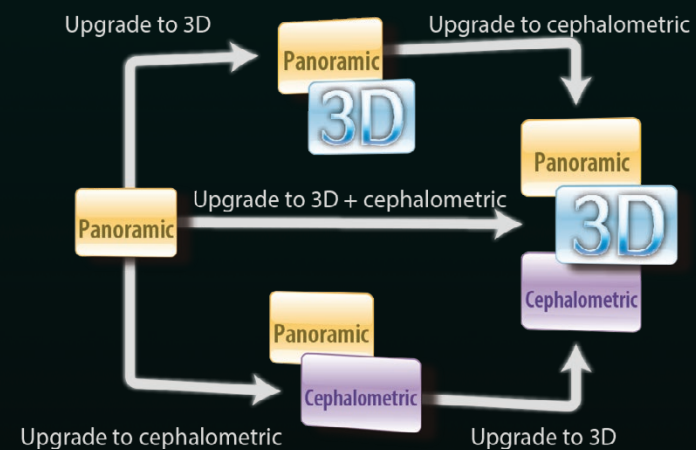 Upgrade to 3D
Upgrade to cephalometric
Panoramic
3D
Panoramic
3D
Cephalometric
Upgrade to 3D + cephalometric
Panoramic
Panoramic
Cephalometric
Upgrade to cephalometric
Upgrade to 3D